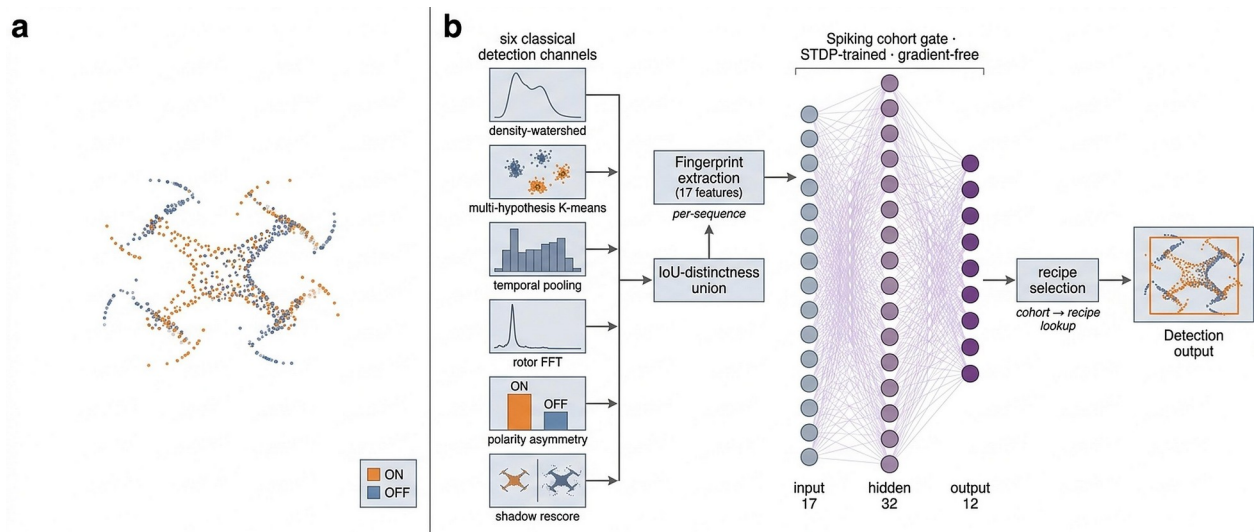 a
ON
OFF
b
six classical
detection channels
density-watershed
multi-hypothesis K-means
temporal pooling
rotor FFT
ON
OFF
polarity asymmetry
shadow rescore
Fingerprint
extraction
(17 features)
per-sequence
IoU-distinctness
union
Spiking cohort gate ·
STDP-trained · gradient-free
input
17
hidden
32
output
12
recipe
selection
cohort → recipe
lookup
Detection
output